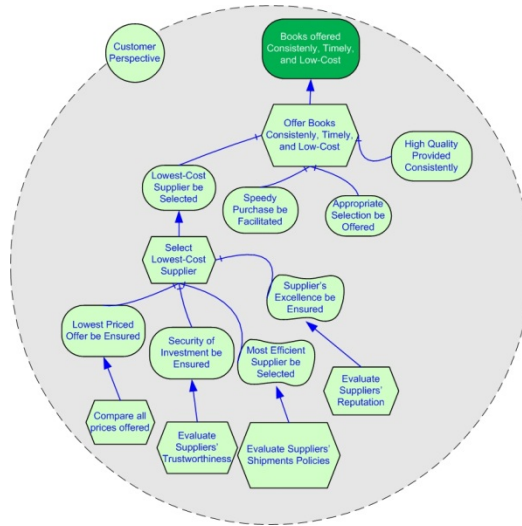 Customer
Perspective
Books offered
Consistenly, Timely,
and Low-Cost
Offer Books
Consistenly, Timely,
and Low-Cost
High Quality
Provided
Consistently
Lowest-Cost
Supplier be
Selected
Speedy
Purchase be
Facilitated
Appropriate
Selection be
Offered
Select
Lowest-Cost
Supplier
Supplier's
Excellence be
Ensured
Lowest Priced
Offer be Ensured
Security of
Investment be
Ensured
Most Efficient
Supplier be
Selected
Evaluate
Suppliers'
Reputation
Compare all
prices offered
Evaluate
Suppliers'
Trustworthiness
Evaluate Suppliers'
Shipments Policies